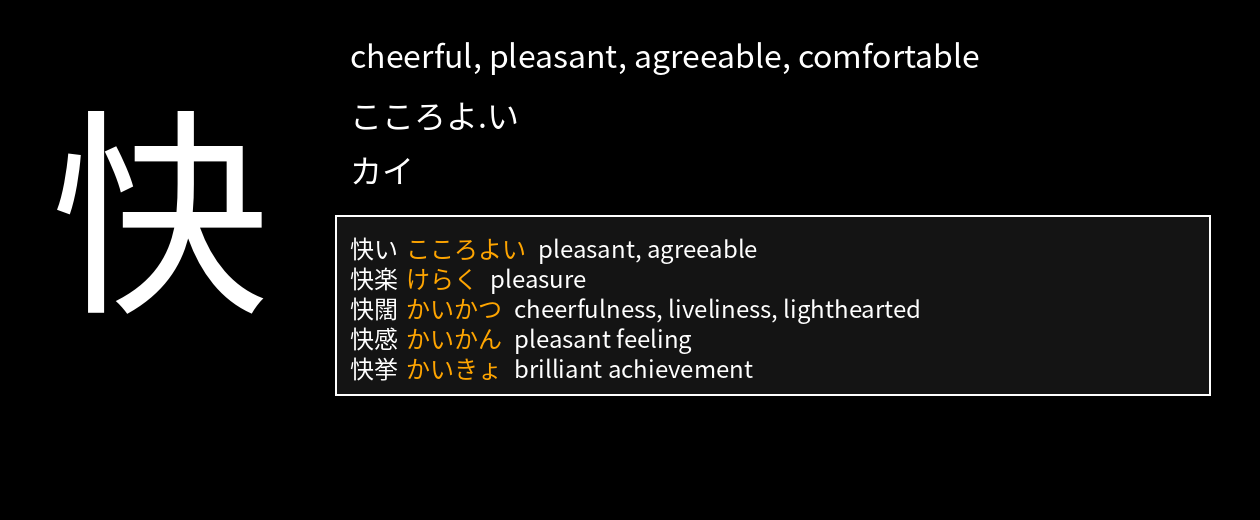 快
cheerful, pleasant, agreeable, comfortable
こころよ.い
カイ
快い こころよい pleasant, agreeable
快楽 けらく pleasure
快闊 かいかつ cheerfulness, liveliness, lighthearted
快感 かいかん pleasant feeling
快挙 かいきょ brilliant achievement